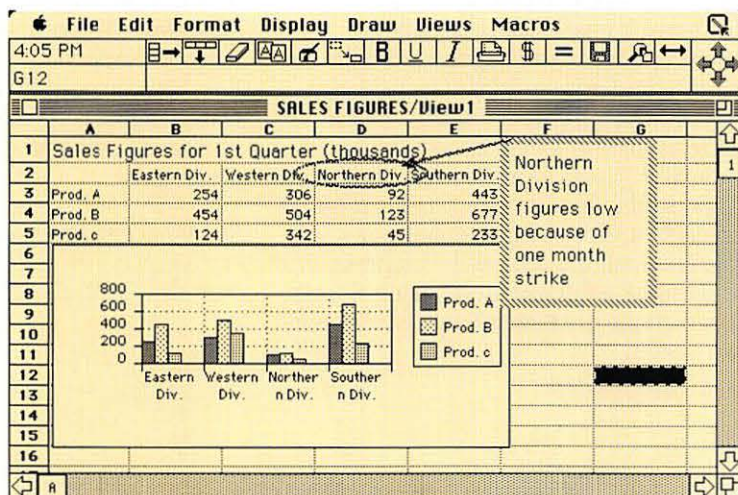 File Edit Format Display Draw Views Macros
4:05 PM B U I $ =
G12
SALES FIGURES/View1
A B C D E F G
1 Sales Figures for 1st Quarter (thousands)
2 Eastern Div. Western Div. Northern Div. Southern Div.
3 Prod. A 254 306 92 443
4 Prod. B 454 504 123 677
5 Prod. c 124 342 45 233
Northern
Division
figures low
because of
one month
strike
1
6
7
8
9
10
11
12
13
14
15
16
800
600
400
200
0
Eastern Western Norther Souther
Div. Div. n Div. n Div.
Prod. A
Prod. B
Prod. c
A